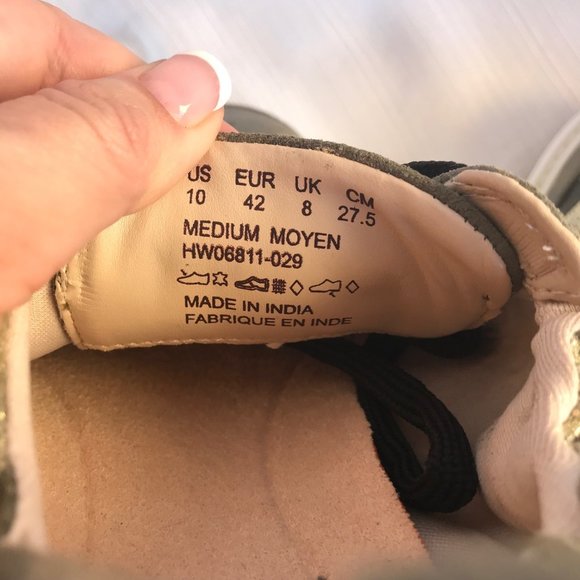 US EUR UK CM
10 42 8 27.5
MEDIUM MOYEN
HW06811-029
MADE IN INDIA
FABRIQUE EN INDE